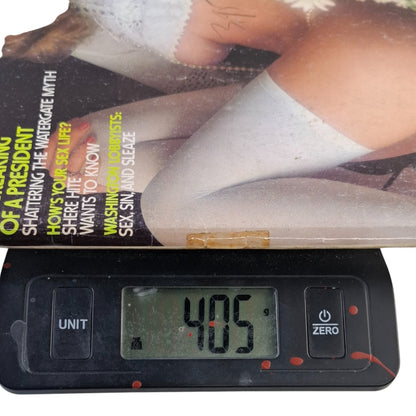 OF A PRESIDENT
SHATTERING THE WATERGATE MYTH
HOW'S YOUR SEX LIFE?
SHERE HITE
WANTS TO KNOW
WASHINGTON LOBBYISTS:
SEX, SIN, AND SLEAZE
UNIT
405 g
ZERO